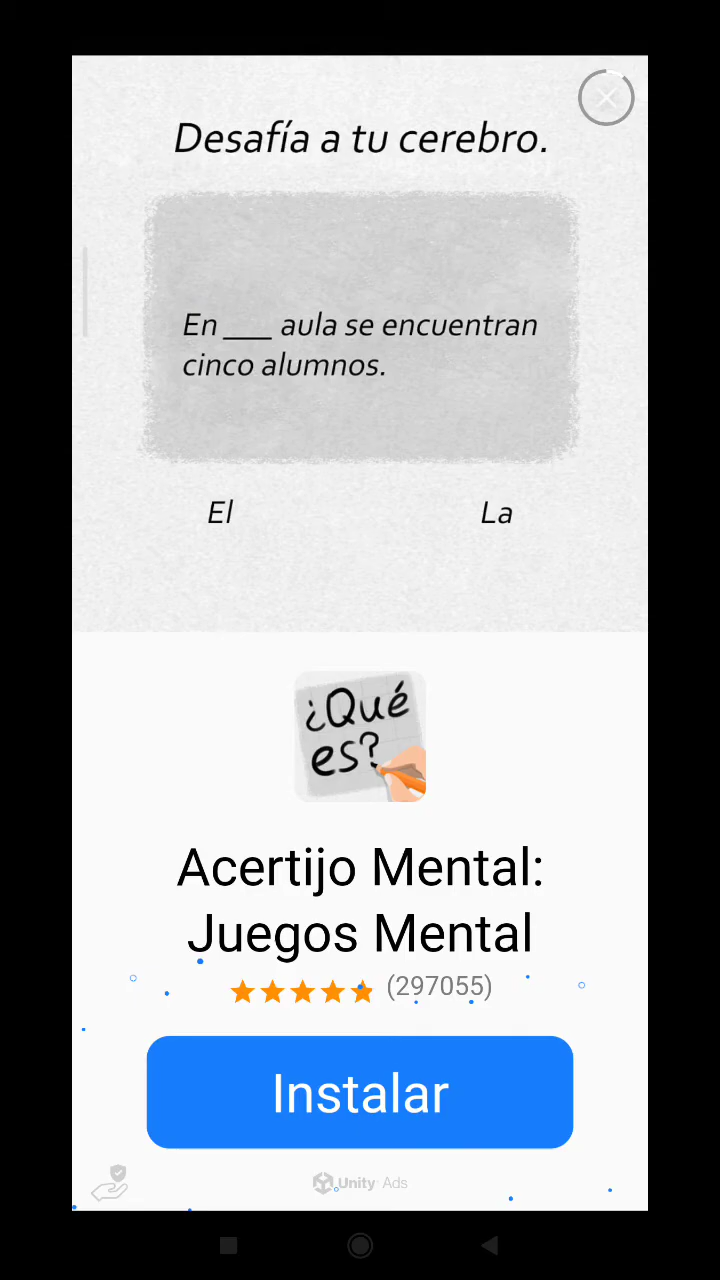 Desafía a tu cerebro.
En ___ aula se encuentran
cinco alumnos.
El
La
¿Qué
es?
Acertijo Mental:
Juegos Mental
(297055)
Instalar
Unity Ads